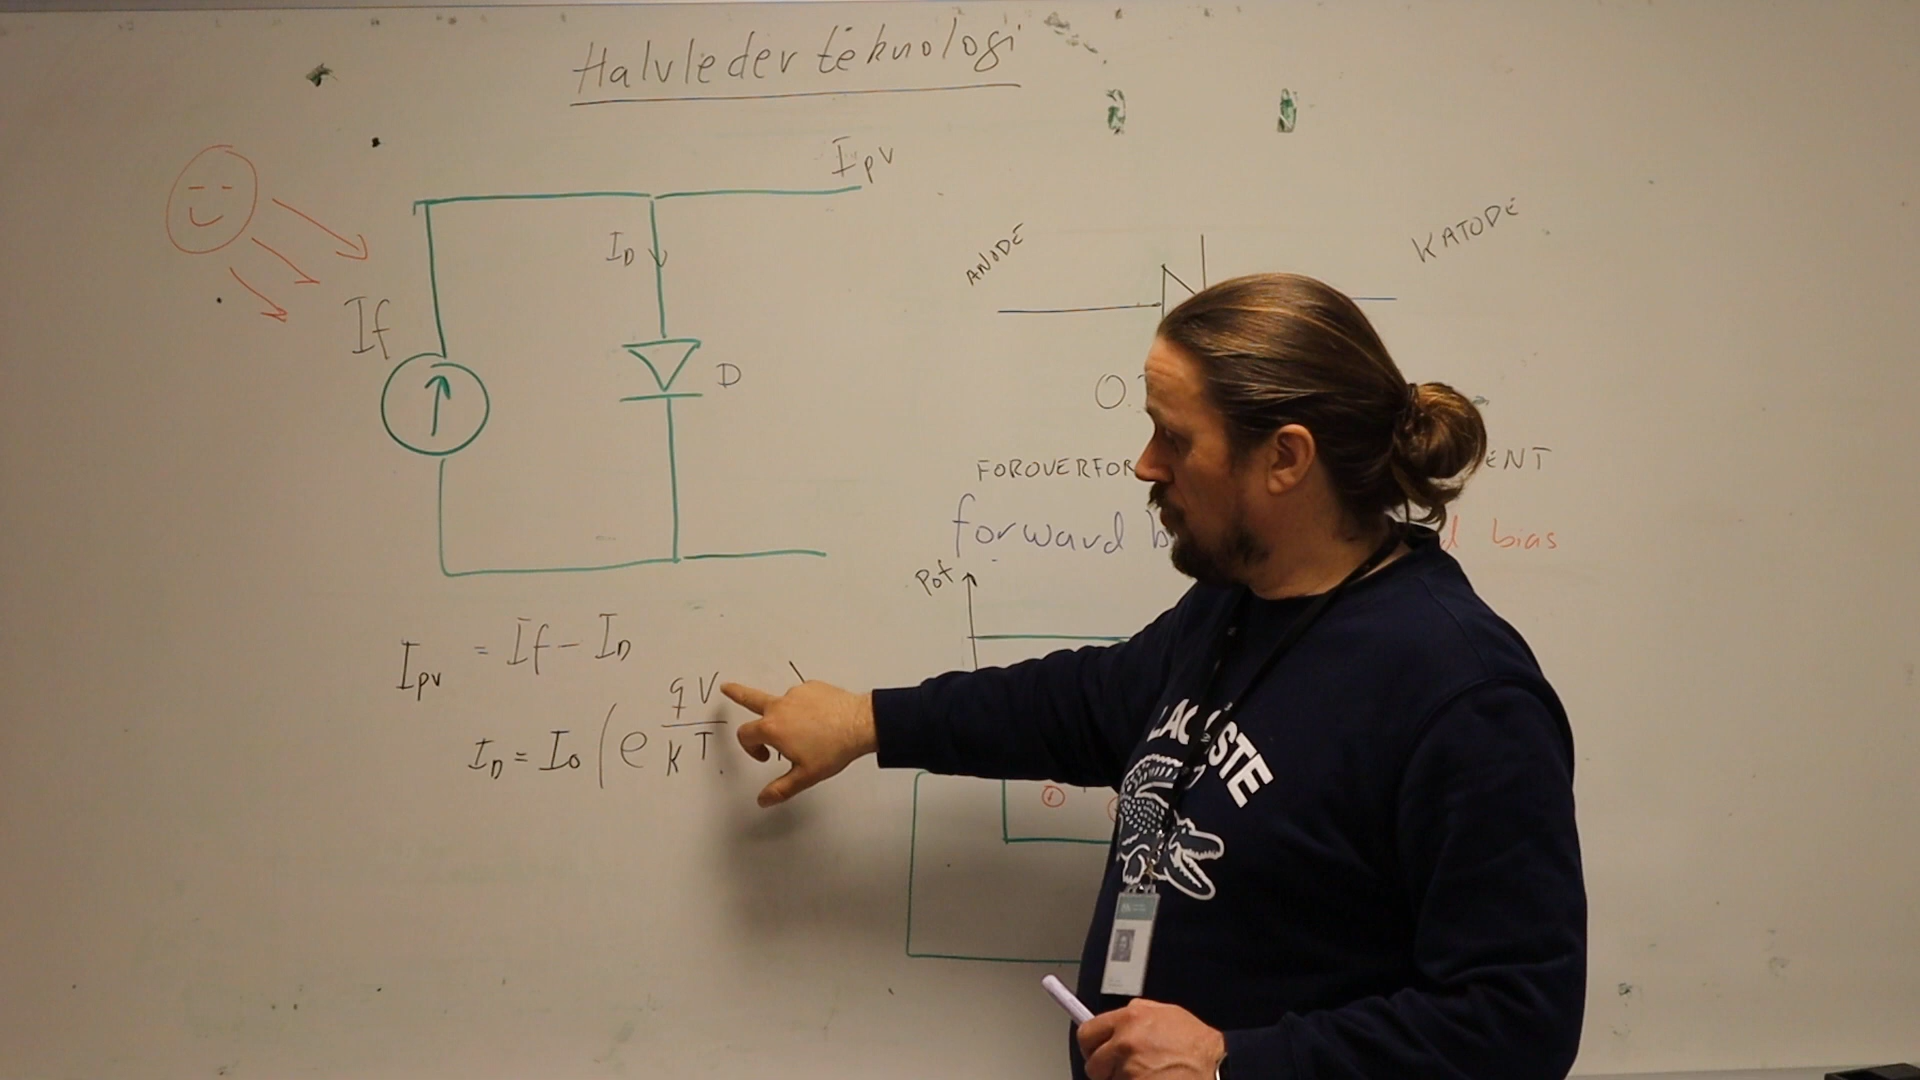 Halvleder teknologi
Ipv
ID
If
D
ANODE
KATODE
0.
FOROVERFOR ENT
forward b d bias
Pot
Ipv = If - ID
ID = I0 ( e qV
kT
LACOSTE